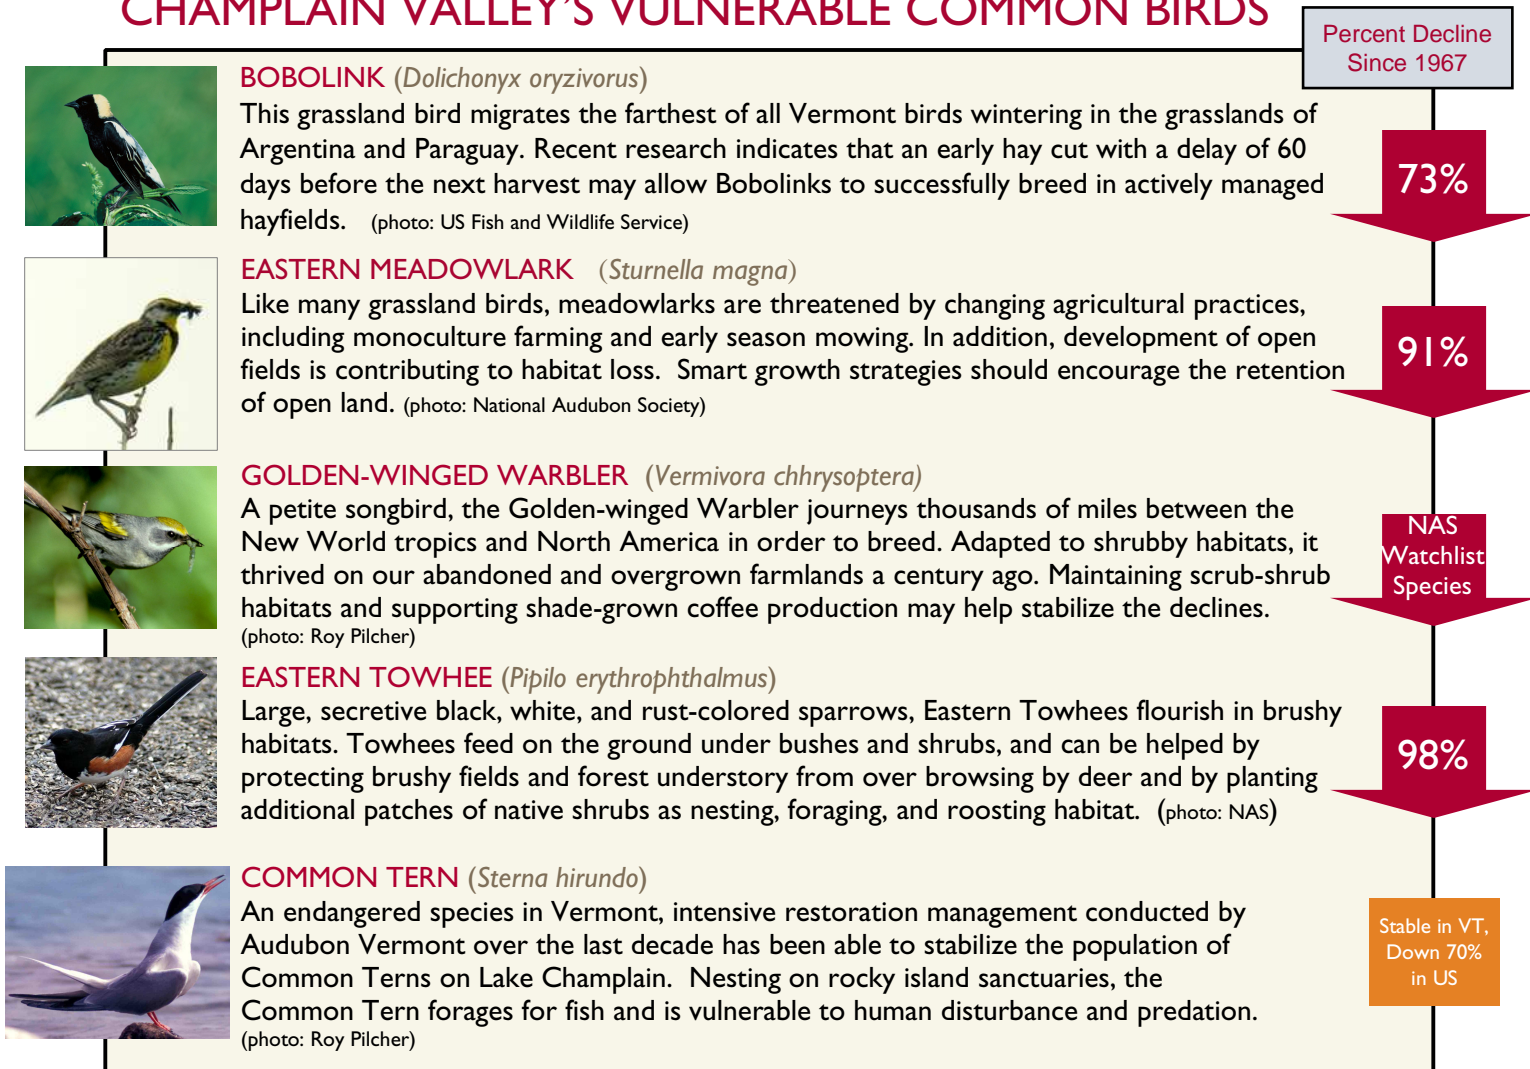 CHAMPLAIN VALLEY'S VULNERABLE COMMON BIRDS
Percent Decline
Since 1967
BOBOLINK (Dolichonyx oryzivorus)
This grassland bird migrates the farthest of all Vermont birds wintering in the grasslands of
Argentina and Paraguay. Recent research indicates that an early hay cut with a delay of 60
days before the next harvest may allow Bobolinks to successfully breed in actively managed
hayfields. (photo: US Fish and Wildlife Service)
73%
EASTERN MEADOWLARK (Sturnella magna)
Like many grassland birds, meadowlarks are threatened by changing agricultural practices,
including monoculture farming and early season mowing. In addition, development of open
fields is contributing to habitat loss. Smart growth strategies should encourage the retention
of open land. (photo: National Audubon Society)
91%
GOLDEN-WINGED WARBLER (Vermivora chhrysoptera)
A petite songbird, the Golden-winged Warbler journeys thousands of miles between the
New World tropics and North America in order to breed. Adapted to shrubby habitats, it
thrived on our abandoned and overgrown farmlands a century ago. Maintaining scrub-shrub
habitats and supporting shade-grown coffee production may help stabilize the declines.
(photo: Roy Pilcher)
NAS
Watchlist
Species
EASTERN TOWHEE (Pipilo erythrophthalmus)
Large, secretive black, white, and rust-colored sparrows, Eastern Towhees flourish in brushy
habitats. Towhees feed on the ground under bushes and shrubs, and can be helped by
protecting brushy fields and forest understory from over browsing by deer and by planting
additional patches of native shrubs as nesting, foraging, and roosting habitat. (photo: NAS)
98%
COMMON TERN (Sterna hirundo)
An endangered species in Vermont, intensive restoration management conducted by
Audubon Vermont over the last decade has been able to stabilize the population of
Common Terns on Lake Champlain. Nesting on rocky island sanctuaries, the
Common Tern forages for fish and is vulnerable to human disturbance and predation.
(photo: Roy Pilcher)
Stable in VT,
Down 70%
in US